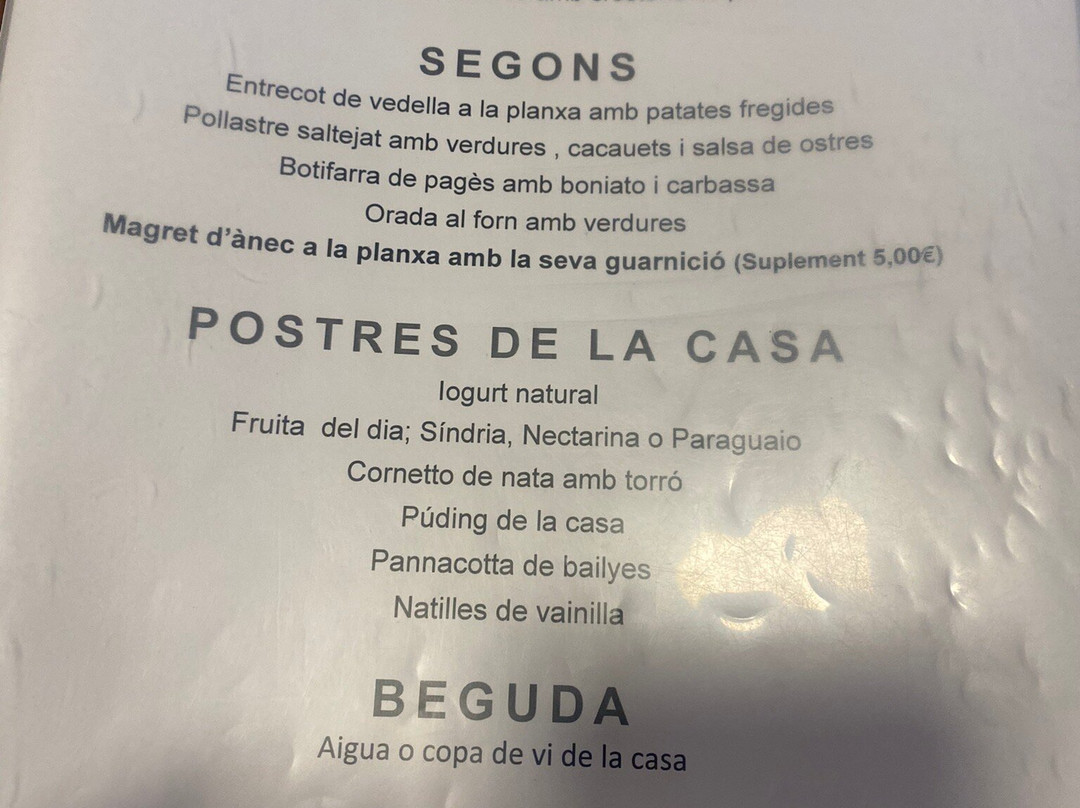 SEGONS
Entrecot de vedella a la planxa amb patates fregides
Pollastre saltejat amb verdures , cacauets i salsa de ostres
Botifarra de pagès amb boniato i carbassa
Orada al forn amb verdures
Magret d'ànec a la planxa amb la seva guarnició (Suplement 5,00€)
POSTRES DE LA CASA
Iogurt natural
Fruita del dia; Síndria, Nectarina o Paraguaio
Cornetto de nata amb torró
Púding de la casa
Pannacotta de bailyes
Natilles de vainilla
BEGUDA
Aigua o copa de vi de la casa